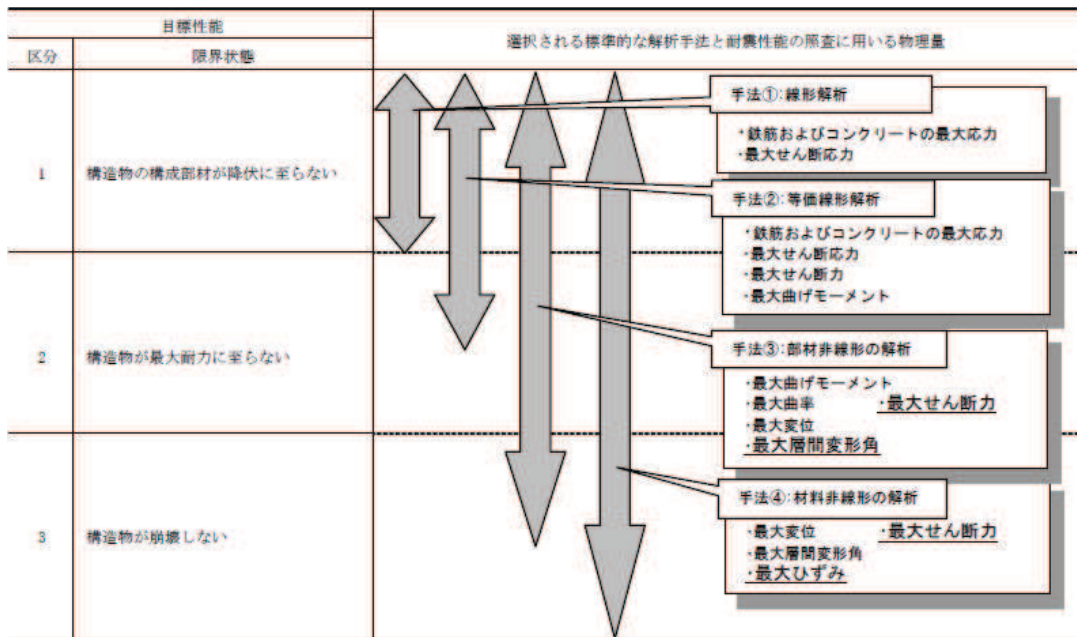 目標性能
選択される標準的な解析手法と耐震性能の照査に用いる物理量
区分
限界状態
1
構造物の構成部材が降伏に至らない
手法①:線形解析
・鉄筋およびコンクリートの最大応力
・最大せん断応力
手法②:等価線形解析
・鉄筋およびコンクリートの最大応力
・最大せん断応力
・最大せん断力
・最大曲げモーメント
2
構造物が最大耐力に至らない
手法③:部材非線形の解析
・最大曲げモーメント
・最大曲率 ・最大せん断力
・最大変位
・最大層間変形角
3
構造物が崩壊しない
手法④:材料非線形の解析
・最大変位 ・最大せん断力
・最大層間変形角
・最大ひずみ